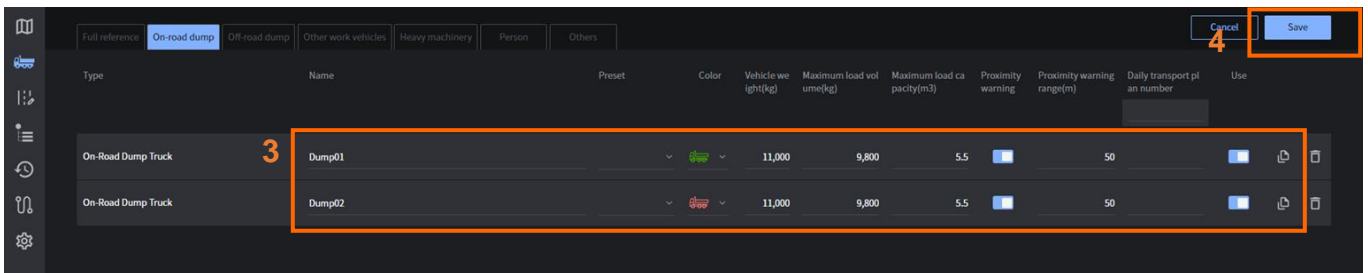 Full reference On-road dump Off-road dump Other work vehicles Heavy machinery Person Others Cancel Save
4
Type Name Preset Color Vehicle we Maximum load vol Maximum load ca Proximity Proximity warning Daily transport pl Use
ight(kg) ume(kg) pacity(m3) warning range(m) an number
3
On-Road Dump Truck Dump01 11,000 9,800 5.5 50
On-Road Dump Truck Dump02 11,000 9,800 5.5 50